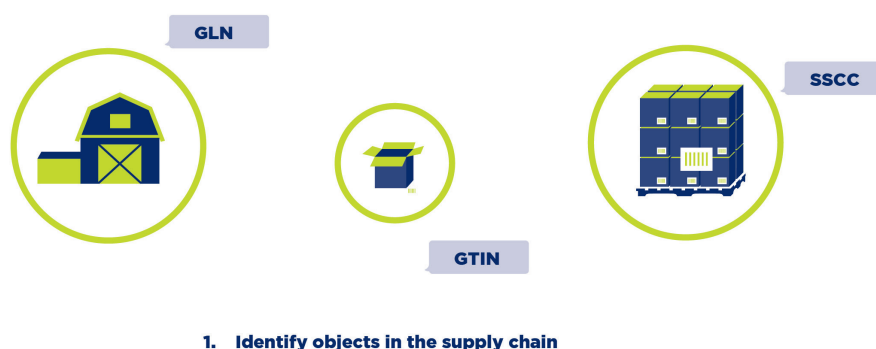 GLN
SSCC
GTIN
1. Identify objects in the supply chain